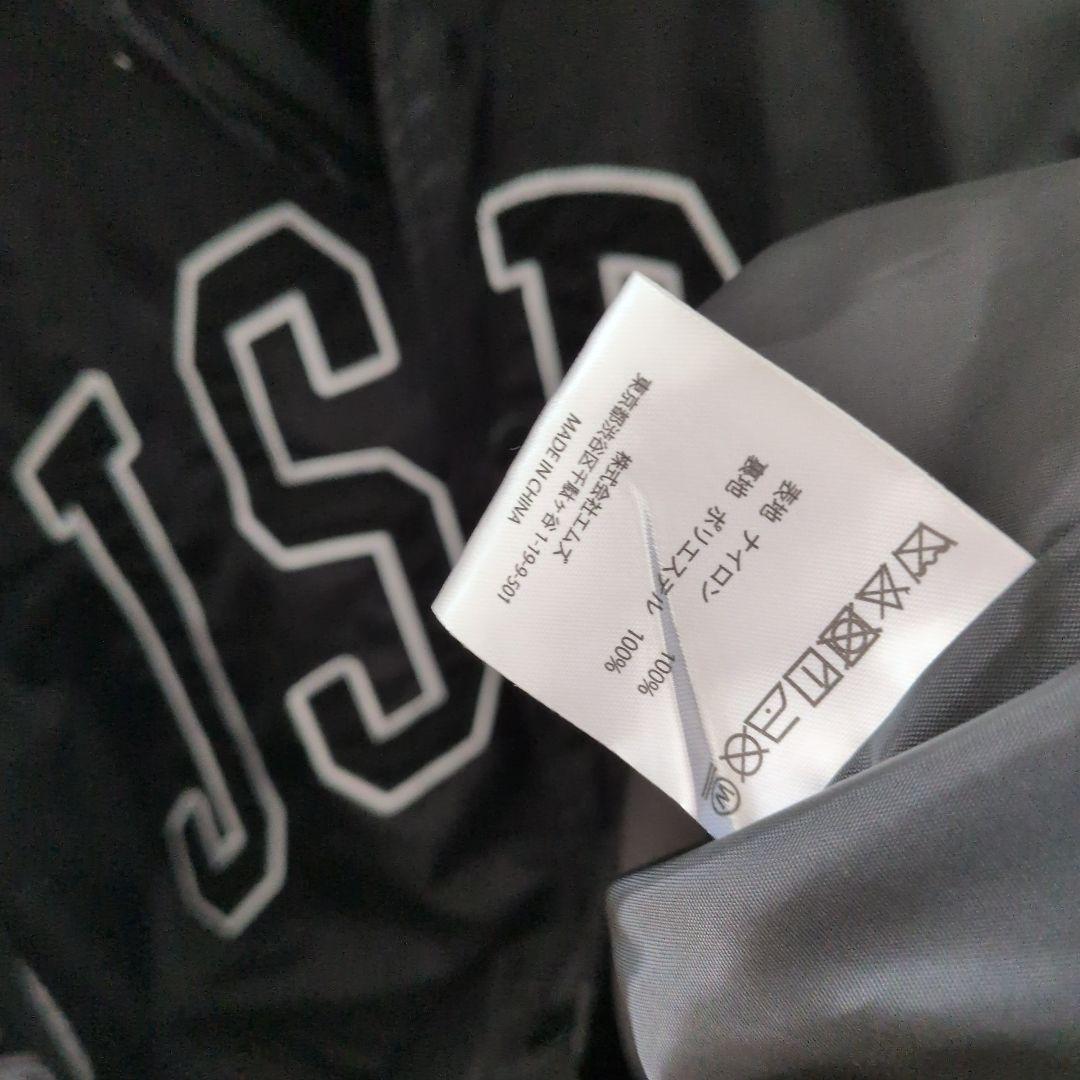 JSP
表地 ナイロン 100%
裏地 ポリエステル 100%
株式会社エムズ
東京都渋谷区千駄ヶ谷1-19-9-501
MADE IN CHINA
W